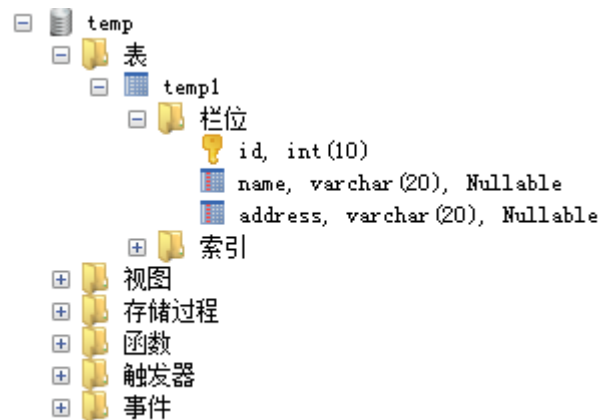 temp
表
temp1
栏位
id, int(10)
name, varchar(20), Nullable
address, varchar(20), Nullable
索引
视图
存储过程
函数
触发器
事件